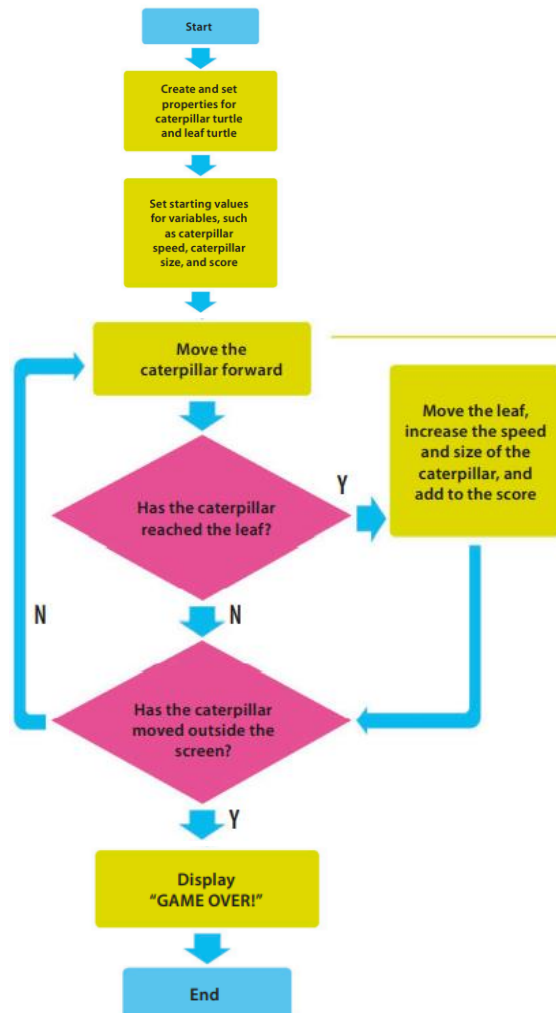 Start
Create and set
properties for
caterpillar turtle
and leaf turtle
Set starting values
for variables, such
as caterpillar
speed, caterpillar
size, and score
Move the
caterpillar forward
Move the leaf,
increase the speed
and size of the
caterpillar, and
add to the score
Y
Has the caterpillar
reached the leaf?
N
N
Has the caterpillar
moved outside the
screen?
Y
Display
“GAME OVER!”
End